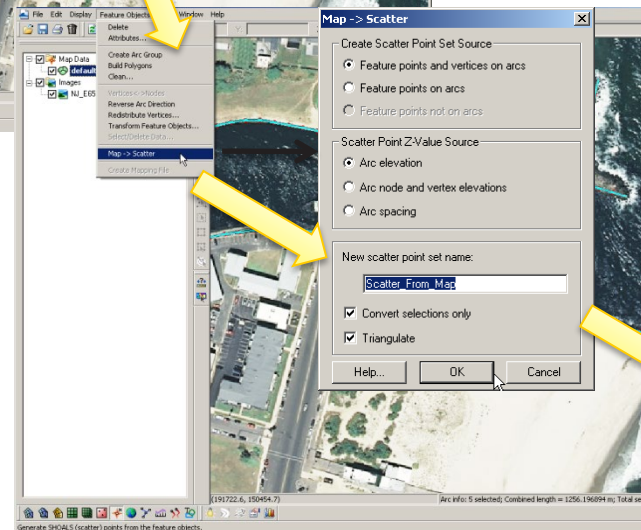 File Edit Display Feature Objects Window Help
Delete
Attributes...
Create Arc Group
Build Polygons
Clean...
Vertices <->Nodes
Reverse Arc Direction
Redistribute Vertices...
Transform Feature Objects...
Select/Delete Data...
Map -> Scatter
Create Mapping File
Map Data
default
Images
NJ_E65
Map -> Scatter
Create Scatter Point Set Source
Feature points and vertices on arcs
Feature points on arcs
Feature points not on arcs
Scatter Point Z-Value Source
Arc elevation
Arc node and vertex elevations
Arc spacing
New scatter point set name:
Scatter_From_Map
Convert selections only
Triangulate
Help... OK Cancel
(191722.6, 150454.7) Arc info: 5 selected; Combined length = 1256.196894 m; Total se
Generate SHOALS (scatter) points from the feature objects.